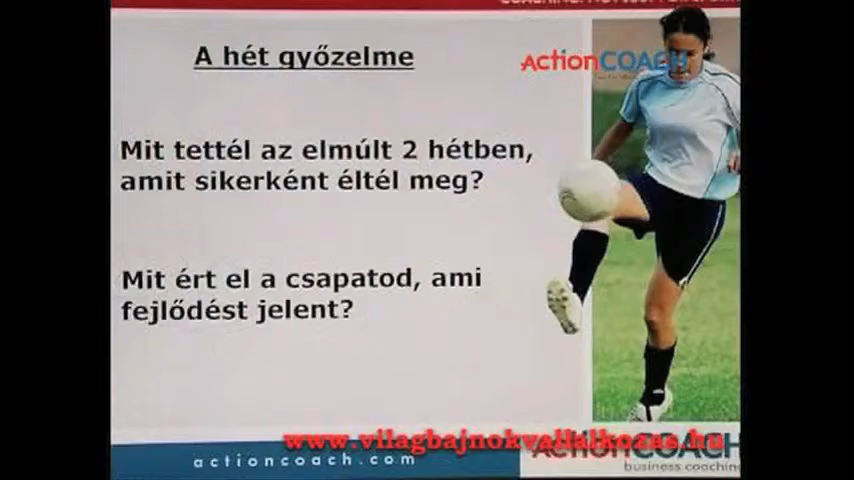 A hét győzelme
ActionCOACH
Mit tettél az elmúlt 2 hétben,
amit sikerként éltél meg?
Mit ért el a csapatod, ami
fejlődést jelent?
www.vilagbajnokvallalkozas.hu
actioncoach.com
ActionCOACH
business coaching